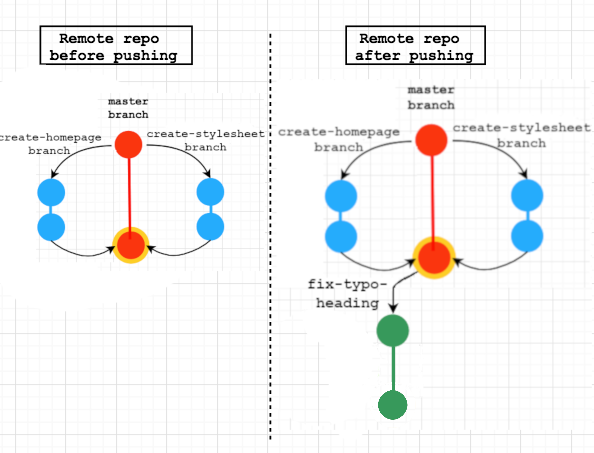 Remote repo
before pushing
Remote repo
after pushing
master
branch
create-homepage
branch
create-stylesheet
branch
master
branch
create-homepage
branch
create-stylesheet
branch
fix-typo-
heading